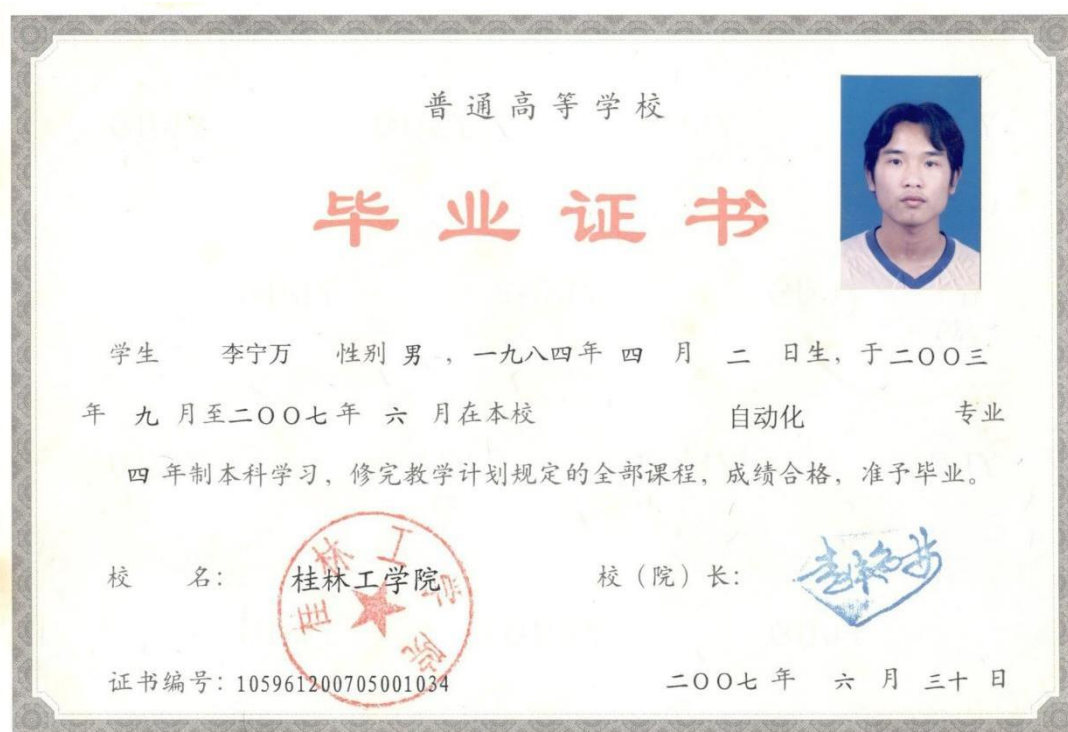 普通高等学校
毕业证书
学生 李宁万 性别 男 ，一九八四年 四 月 二 日生，于二〇〇三
年 九 月至二〇〇七年 六 月在本校 自动化 专业
四 年制本科学习，修完教学计划规定的全部课程，成绩合格，准予毕业。
校 名： 桂林工学院 校（院）长：
桂林工学院
证书编号：105961200705001034 二〇〇七年 六 月 三十 日